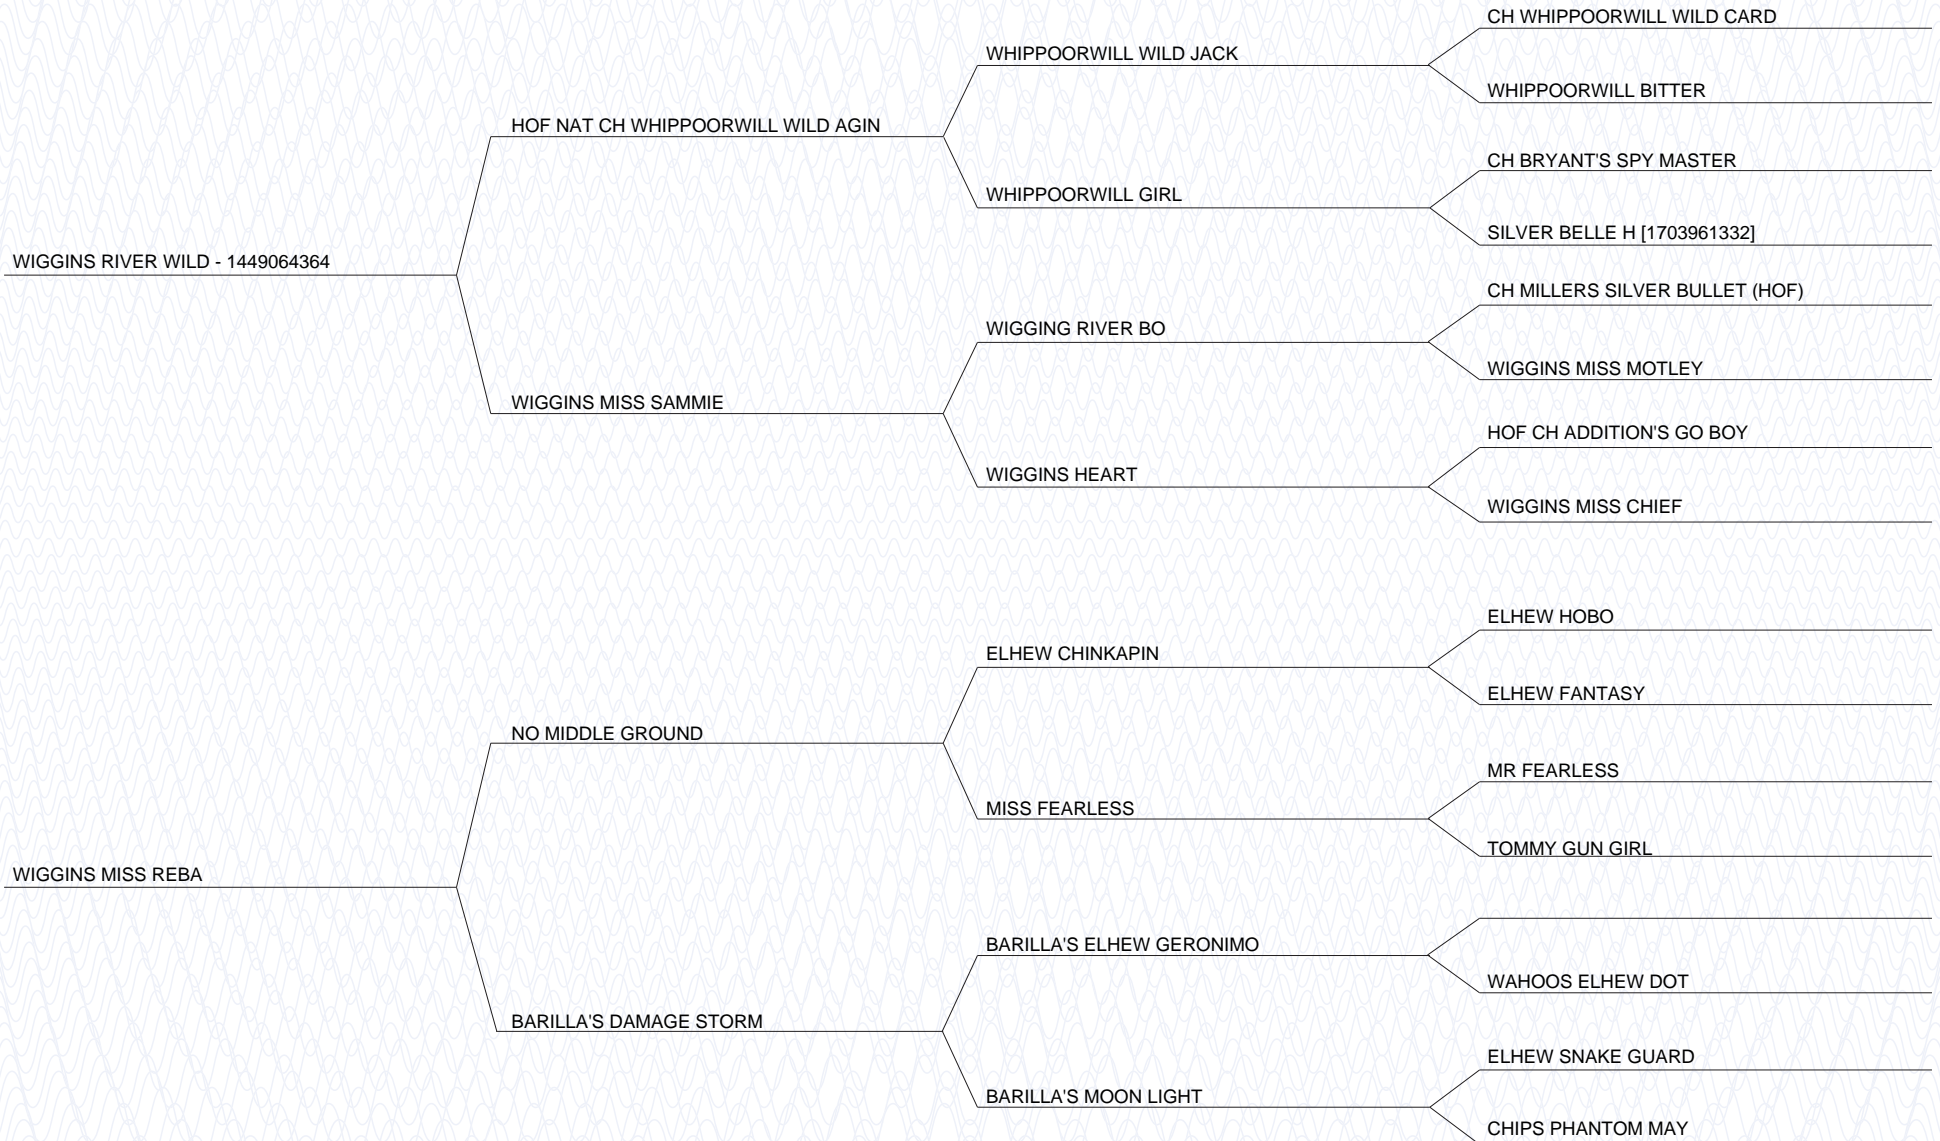 CH WHIPPOORWILL WILD CARD
WHIPPOORWILL WILD JACK
WHIPPOORWILL BITTER
HOF NAT CH WHIPPOORWILL WILD AGIN
CH BRYANT'S SPY MASTER
WHIPPOORWILL GIRL
SILVER BELLE H [1703961332]
WIGGINS RIVER WILD - 1449064364
CH MILLERS SILVER BULLET (HOF)
WIGGING RIVER BO
WIGGINS MISS MOTLEY
WIGGINS MISS SAMMIE
HOF CH ADDITION'S GO BOY
WIGGINS HEART
WIGGINS MISS CHIEF
ELHEW HOBO
ELHEW CHINKAPIN
ELHEW FANTASY
NO MIDDLE GROUND
MR FEARLESS
MISS FEARLESS
TOMMY GUN GIRL
WIGGINS MISS REBA
BARILLA'S ELHEW GERONIMO
WAHOOS ELHEW DOT
BARILLA'S DAMAGE STORM
ELHEW SNAKE GUARD
BARILLA'S MOON LIGHT
CHIPS PHANTOM MAY